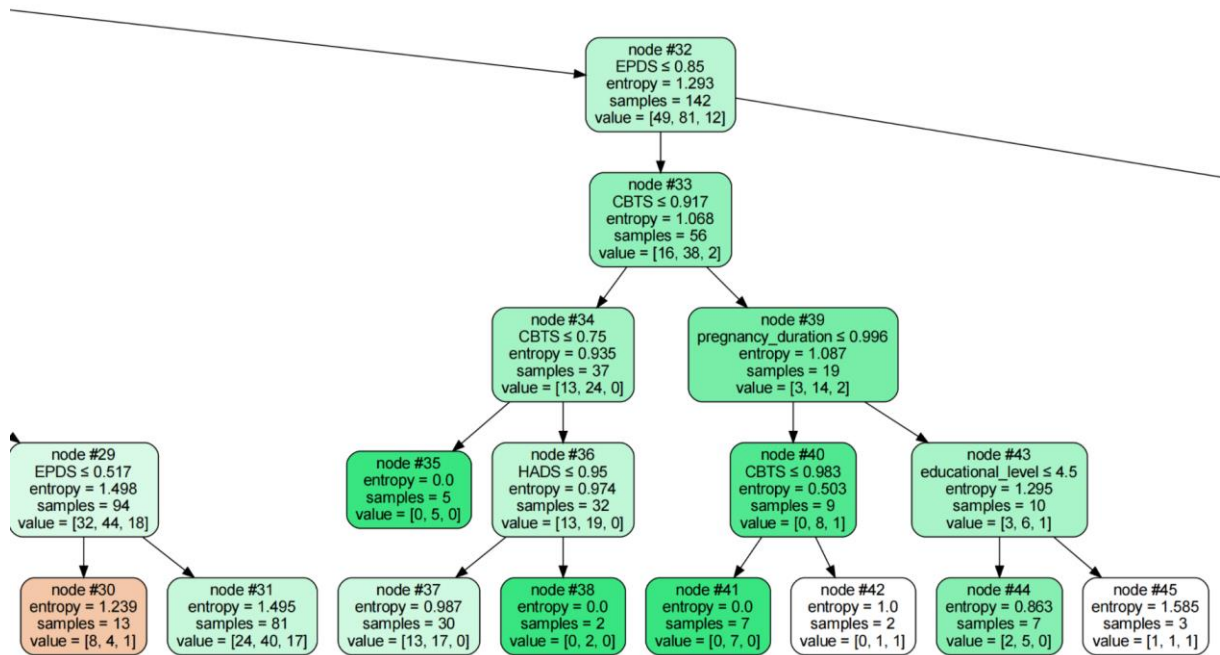 node #32
EPDS ≤ 0.85
entropy = 1.293
samples = 142
value = [49, 81, 12]
node #33
CBTS ≤ 0.917
entropy = 1.068
samples = 56
value = [16, 38, 2]
node #34
CBTS ≤ 0.75
entropy = 0.935
samples = 37
value = [13, 24, 0]
node #39
pregnancy_duration ≤ 0.996
entropy = 1.087
samples = 19
value = [3, 14, 2]
node #29
EPDS ≤ 0.517
entropy = 1.498
samples = 94
value = [32, 44, 18]
node #35
entropy = 0.0
samples = 5
value = [0, 5, 0]
node #36
HADS ≤ 0.95
entropy = 0.974
samples = 32
value = [13, 19, 0]
node #40
CBTS ≤ 0.983
entropy = 0.503
samples = 9
value = [0, 8, 1]
node #43
educational_level ≤ 4.5
entropy = 1.295
samples = 10
value = [3, 6, 1]
node #30
entropy = 1.239
samples = 13
value = [8, 4, 1]
node #31
entropy = 1.495
samples = 81
value = [24, 40, 17]
node #37
entropy = 0.987
samples = 30
value = [13, 17, 0]
node #38
entropy = 0.0
samples = 2
value = [0, 2, 0]
node #41
entropy = 0.0
samples = 7
value = [0, 7, 0]
node #42
entropy = 1.0
samples = 2
value = [0, 1, 1]
node #44
entropy = 0.863
samples = 7
value = [2, 5, 0]
node #45
entropy = 1.585
samples = 3
value = [1, 1, 1]